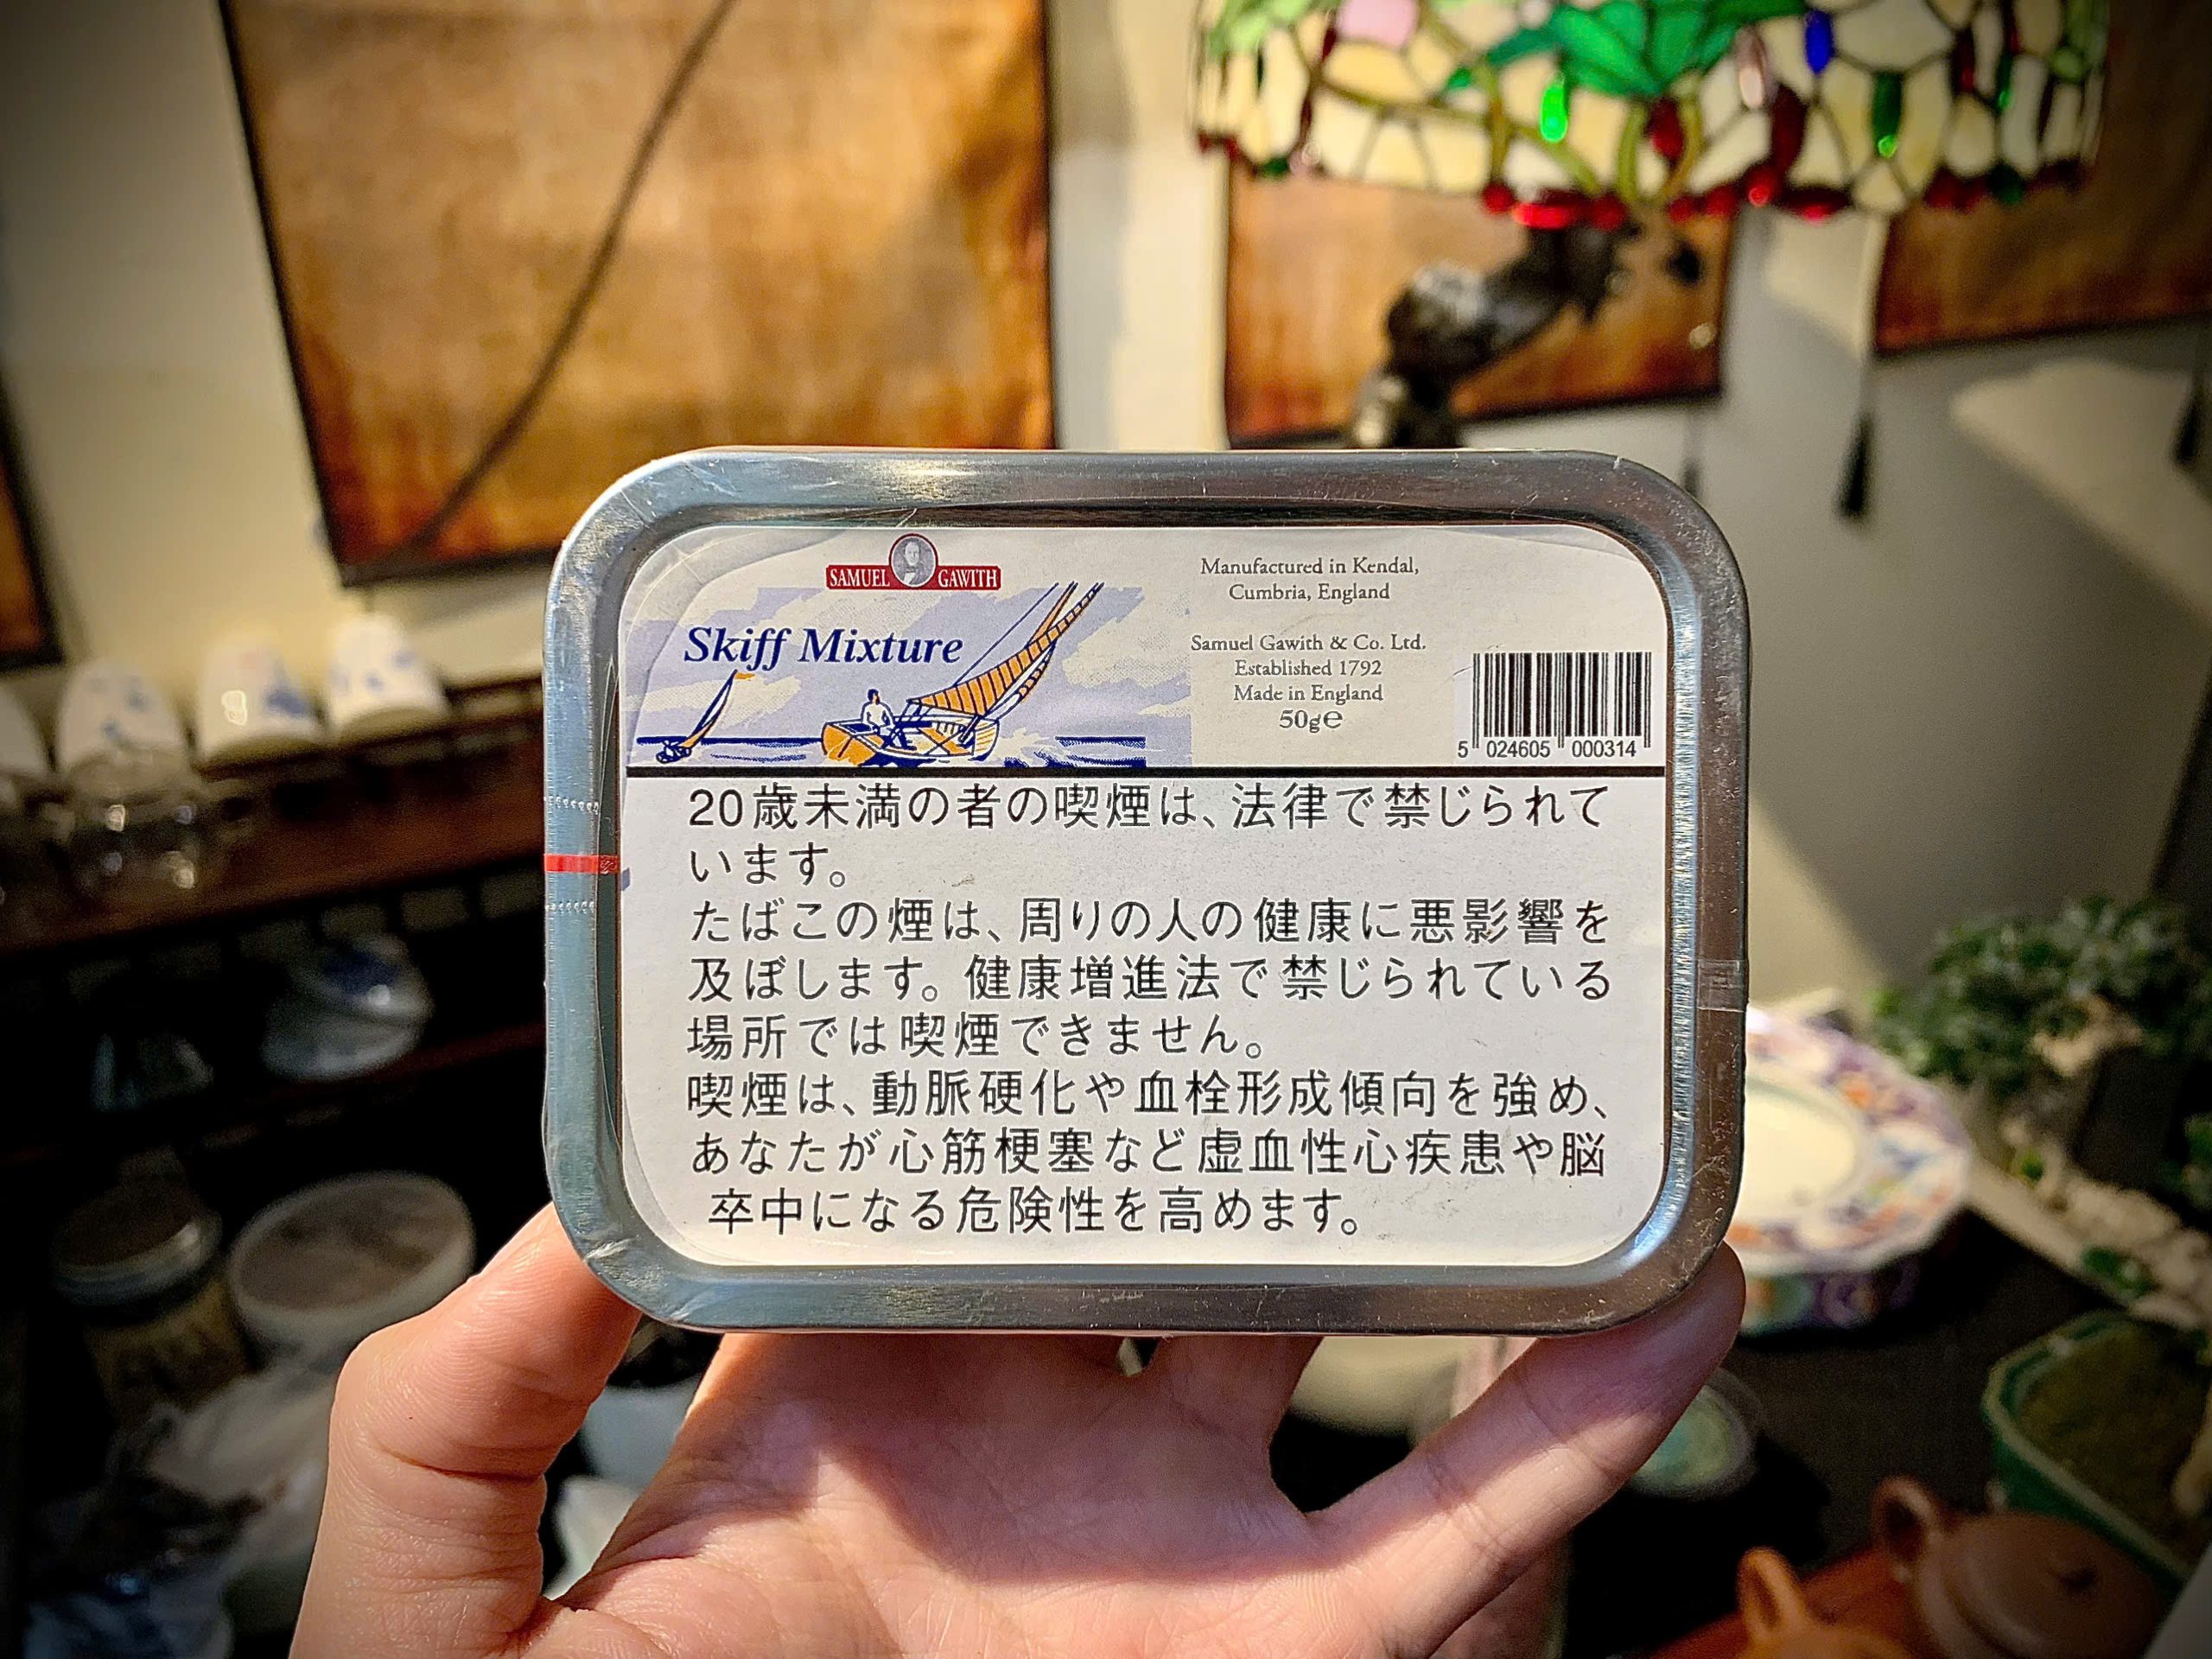 SAMUEL GAWITH
Skiff Mixture
Manufactured in Kendal,
Cumbria, England
Samuel Gawith & Co. Ltd.
Established 1792
Made in England
50g℮
5 024605 000314
20歳未満の者の喫煙は、法律で禁じられて
います。
たばこの煙は、周りの人の健康に悪影響を
及ぼします。健康増進法で禁じられている
場所では喫煙できません。
喫煙は、動脈硬化や血栓形成傾向を強め、
あなたが心筋梗塞など虚血性心疾患や脳
卒中になる危険性を高めます。